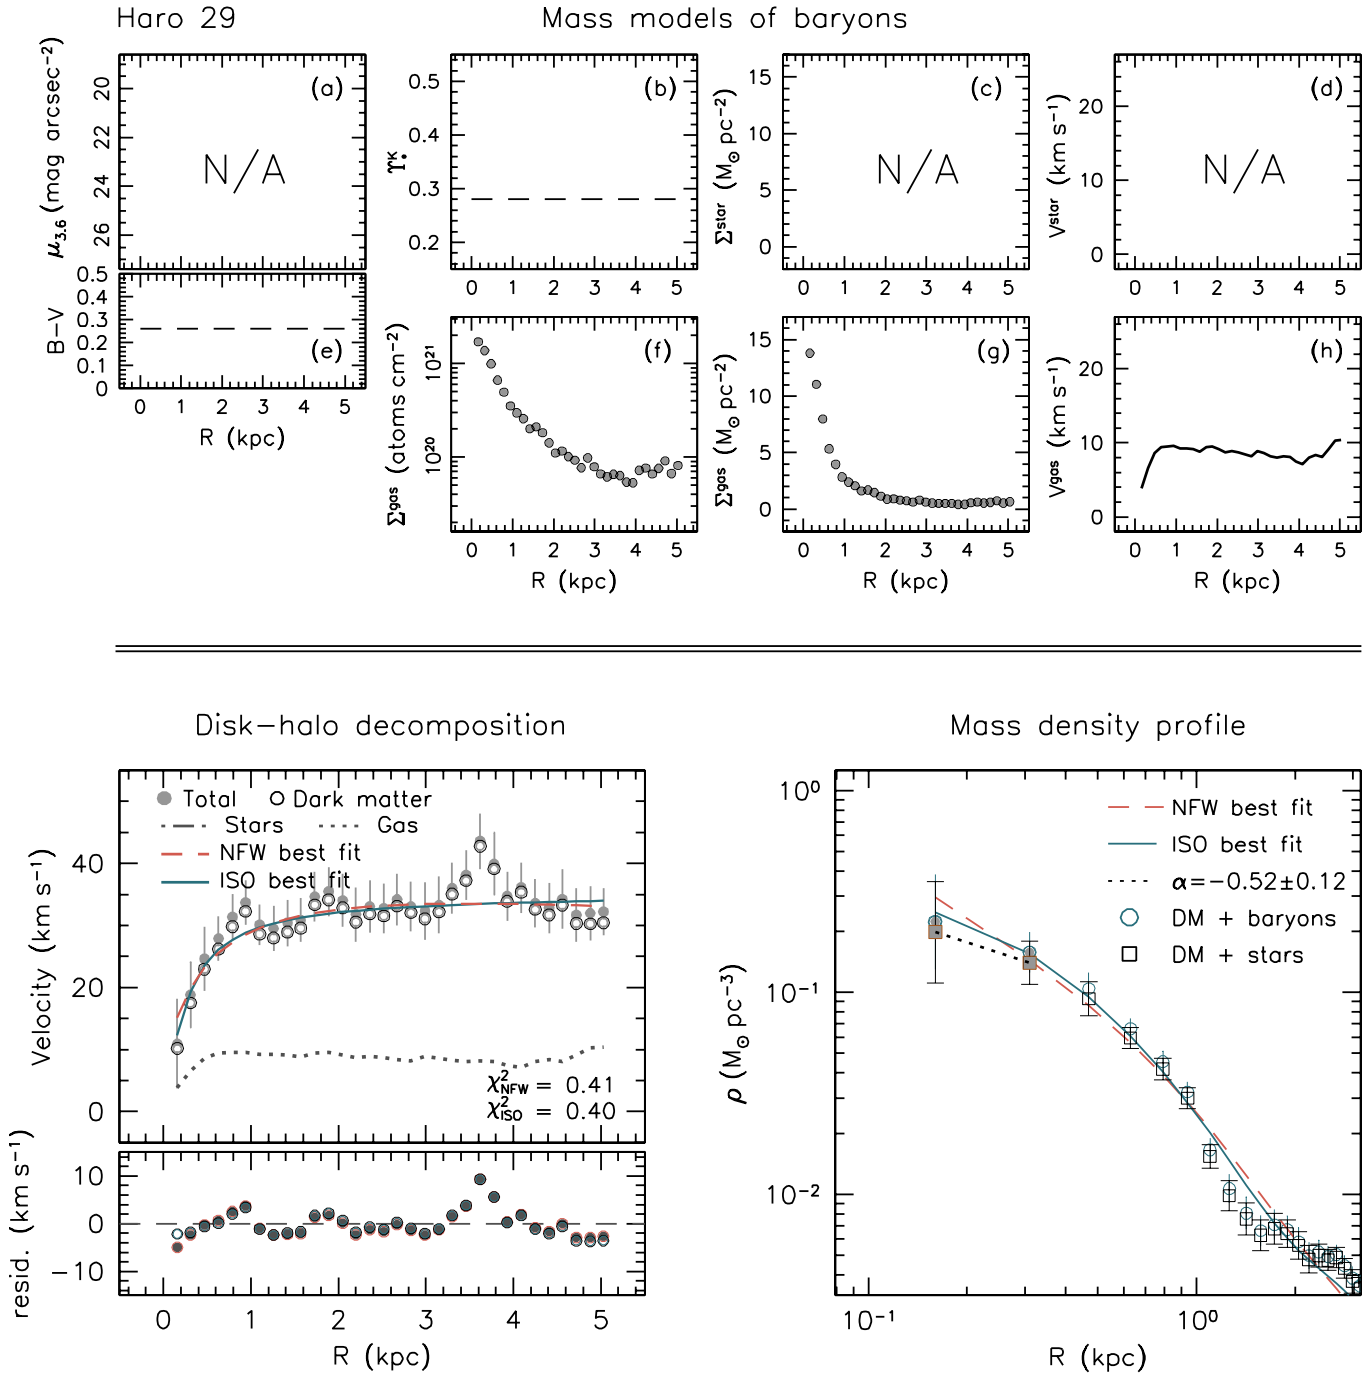 Haro 29 Mass models of baryons
μ3.6 (mag arcsec−2)
20
22
24
26
(a)
N/A
ϒ⋆K
0.5
0.4
0.3
0.2
(b)
0 1 2 3 4 5
Σstar (M⊙ pc−2)
15
10
5
0
(c)
N/A
0 1 2 3 4 5
Vstar (km s−1)
20
10
0
(d)
N/A
0 1 2 3 4 5
B−V
0.5
0.4
0.3
0.2
0.1
0
(e)
0 1 2 3 4 5
R (kpc)
Σgas (atoms cm−2)
10²¹
10²⁰
(f)
0 1 2 3 4 5
R (kpc)
Σgas (M⊙ pc−2)
15
10
5
0
(g)
0 1 2 3 4 5
R (kpc)
Vgas (km s−1)
20
10
0
(h)
0 1 2 3 4 5
R (kpc)
Disk−halo decomposition
Velocity (km s−1)
40
20
0
Total Dark matter
Stars Gas
NFW best fit
ISO best fit
χ²NFW = 0.41
χ²ISO = 0.40
resid. (km s−1)
10
0
−10
0 1 2 3 4 5
R (kpc)
Mass density profile
ρ (M⊙ pc−3)
10⁰
10−1
10−2
NFW best fit
ISO best fit
α=−0.52±0.12
DM + baryons
DM + stars
10−1 10⁰
R (kpc)